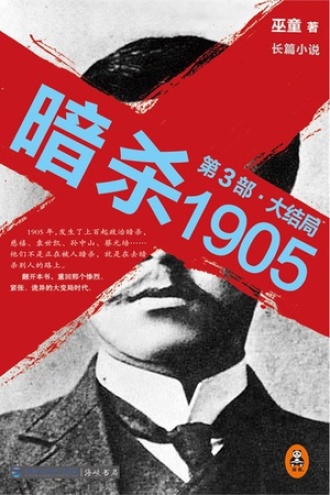 巫童 著
长篇小说
暗杀1905
第3部·大结局
1905年,发生了上百起政治暗杀,
慈禧、袁世凯、孙中山、蔡元培……
他们不是正在被人暗杀,就是在去暗
杀别人的路上。
翻开本书,重回那个惨烈、
紧张、诡异的大变局时代。
海峡书局